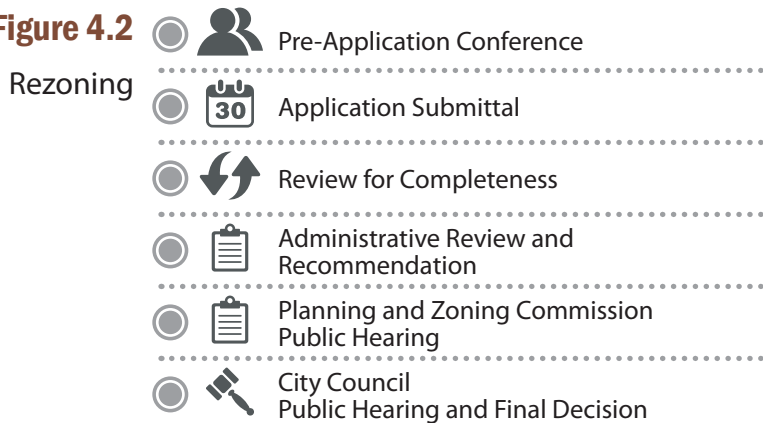 Figure 4.2
Rezoning
Pre-Application Conference
30
Application Submittal
Review for Completeness
Administrative Review and
Recommendation
Planning and Zoning Commission
Public Hearing
City Council
Public Hearing and Final Decision